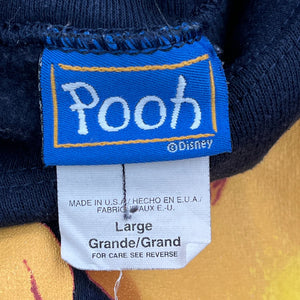 Pooh
©Disney
MADE IN U.S.A./ HECHO EN E.U.A./
FABRIQUÉ AUX E.-U.
Large
Grande/Grand
FOR CARE SEE REVERSE